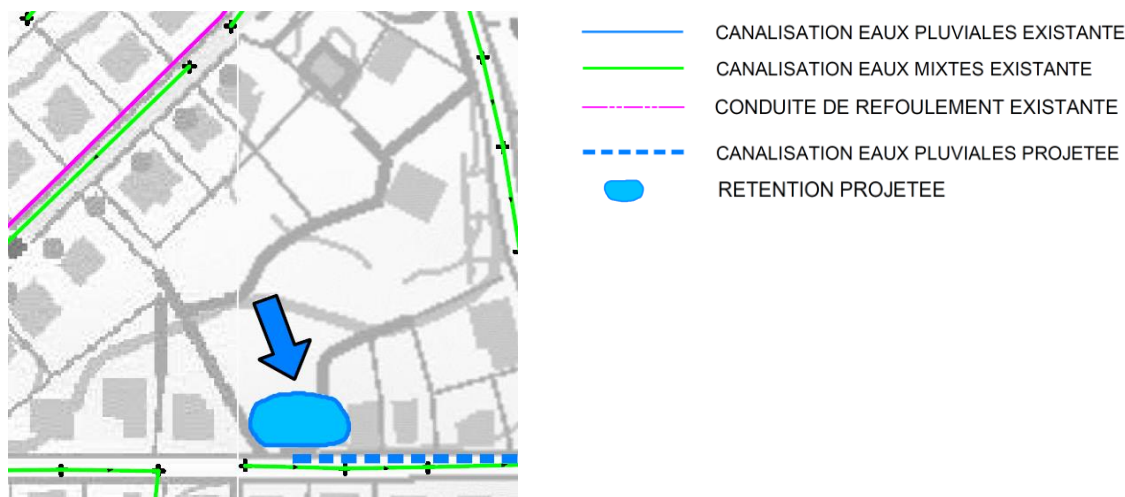 CANALISATION EAUX PLUVIALES EXISTANTE
CANALISATION EAUX MIXTES EXISTANTE
CONDUITE DE REFOULEMENT EXISTANTE
CANALISATION EAUX PLUVIALES PROJETEE
RETENTION PROJETEE